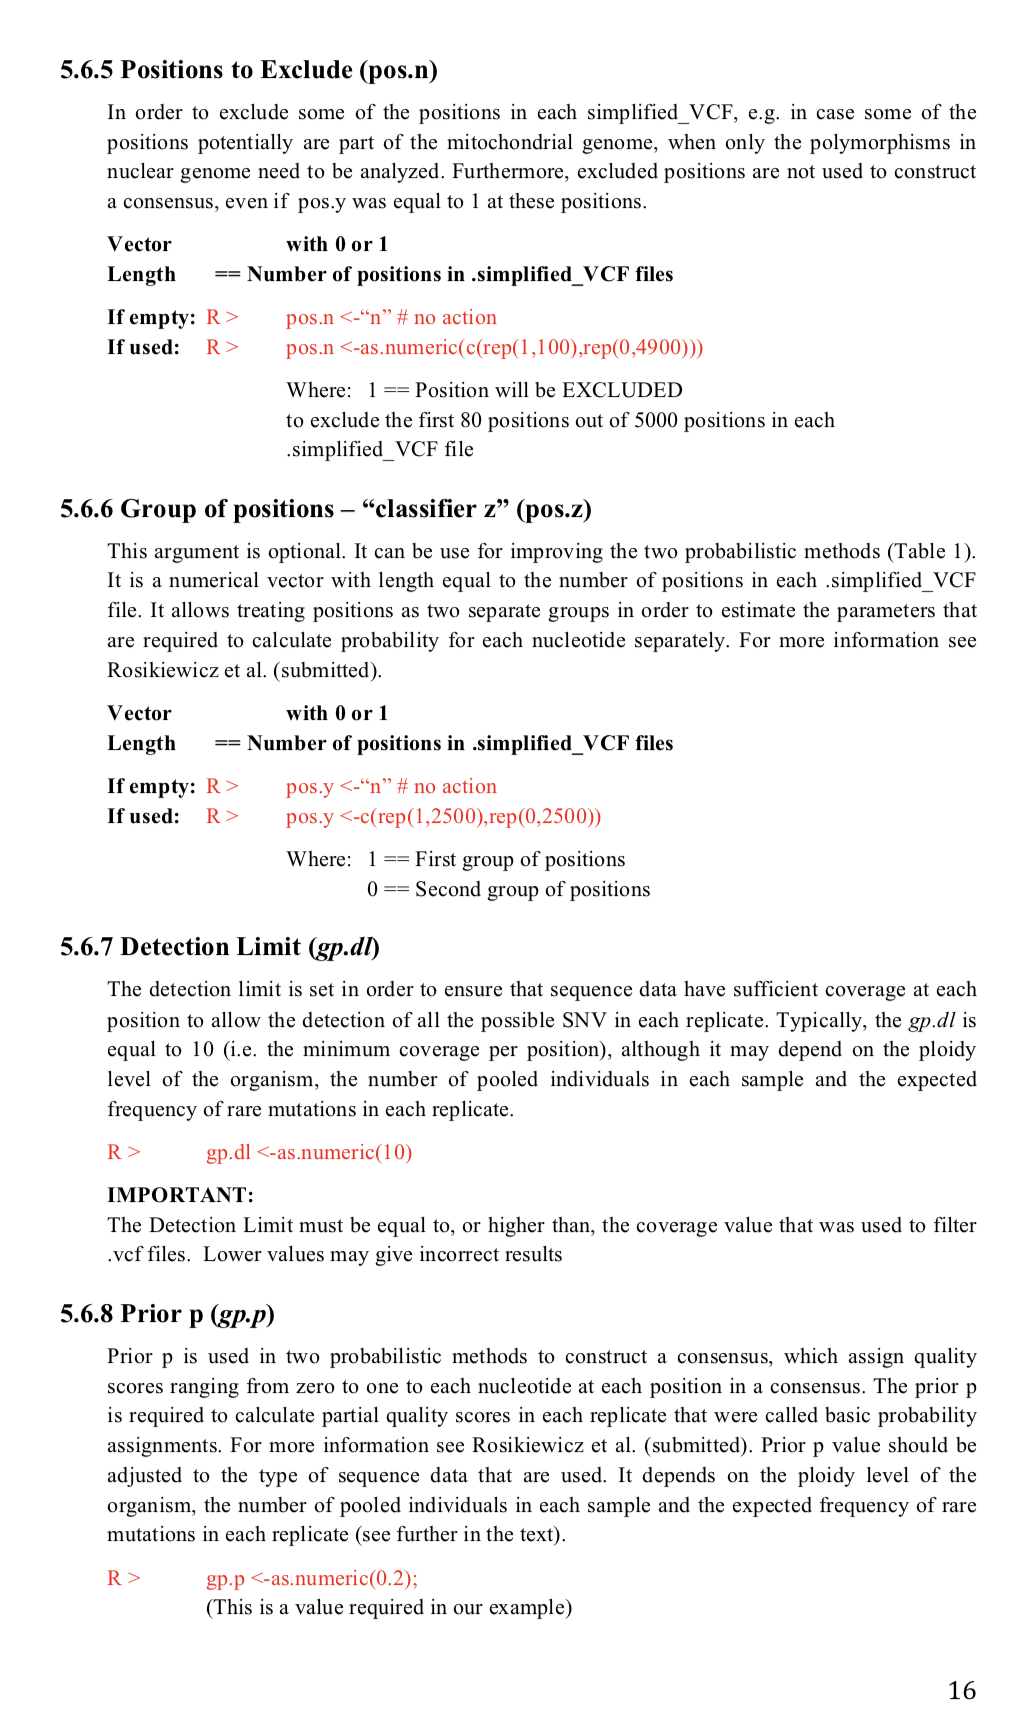 5.6.5 Positions to Exclude (pos.n)
In order to exclude some of the positions in each simplified_VCF, e.g. in case some of the
positions potentially are part of the mitochondrial genome, when only the polymorphisms in
nuclear genome need to be analyzed. Furthermore, excluded positions are not used to construct
a consensus, even if pos.y was equal to 1 at these positions.
Vector with 0 or 1
Length == Number of positions in .simplified_VCF files
If empty: R > pos.n <-“n” # no action
If used: R > pos.n <-as.numeric(c(rep(1,100),rep(0,4900)))
Where: 1 == Position will be EXCLUDED
to exclude the first 80 positions out of 5000 positions in each
.simplified_VCF file
5.6.6 Group of positions – “classifier z” (pos.z)
This argument is optional. It can be use for improving the two probabilistic methods (Table 1).
It is a numerical vector with length equal to the number of positions in each .simplified_VCF
file. It allows treating positions as two separate groups in order to estimate the parameters that
are required to calculate probability for each nucleotide separately. For more information see
Rosikiewicz et al. (submitted).
Vector with 0 or 1
Length == Number of positions in .simplified_VCF files
If empty: R > pos.y <-“n” # no action
If used: R > pos.y <-c(rep(1,2500),rep(0,2500))
Where: 1 == First group of positions
0 == Second group of positions
5.6.7 Detection Limit (gp.dl)
The detection limit is set in order to ensure that sequence data have sufficient coverage at each
position to allow the detection of all the possible SNV in each replicate. Typically, the gp.dl is
equal to 10 (i.e. the minimum coverage per position), although it may depend on the ploidy
level of the organism, the number of pooled individuals in each sample and the expected
frequency of rare mutations in each replicate.
R > gp.dl <-as.numeric(10)
IMPORTANT:
The Detection Limit must be equal to, or higher than, the coverage value that was used to filter
.vcf files. Lower values may give incorrect results
5.6.8 Prior p (gp.p)
Prior p is used in two probabilistic methods to construct a consensus, which assign quality
scores ranging from zero to one to each nucleotide at each position in a consensus. The prior p
is required to calculate partial quality scores in each replicate that were called basic probability
assignments. For more information see Rosikiewicz et al. (submitted). Prior p value should be
adjusted to the type of sequence data that are used. It depends on the ploidy level of the
organism, the number of pooled individuals in each sample and the expected frequency of rare
mutations in each replicate (see further in the text).
R > gp.p <-as.numeric(0.2);
(This is a value required in our example)
16